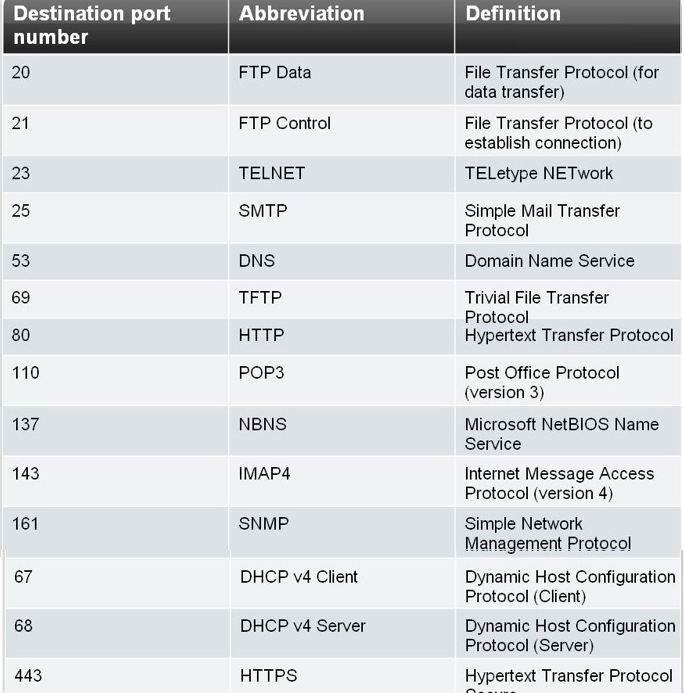 Destination port number Abbreviation Definition
20 FTP Data File Transfer Protocol (for
data transfer)
21 FTP Control File Transfer Protocol (to
establish connection)
23 TELNET TELetype NETwork
25 SMTP Simple Mail Transfer
Protocol
53 DNS Domain Name Service
69 TFTP Trivial File Transfer
Protocol
80 HTTP Hypertext Transfer Protocol
110 POP3 Post Office Protocol
(version 3)
137 NBNS Microsoft NetBIOS Name
Service
143 IMAP4 Internet Message Access
Protocol (version 4)
161 SNMP Simple Network
Management Protocol
67 DHCP v4 Client Dynamic Host Configuration
Protocol (Client)
68 DHCP v4 Server Dynamic Host Configuration
Protocol (Server)
443 HTTPS Hypertext Transfer Protocol